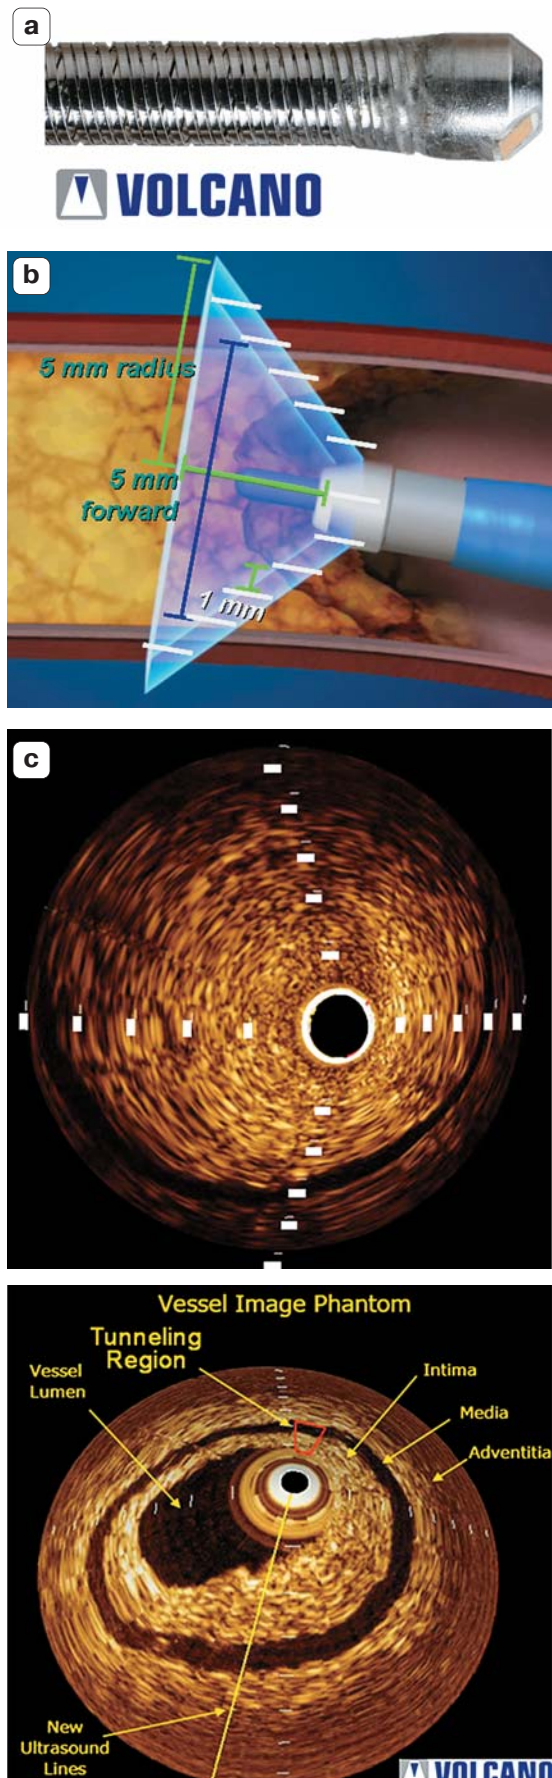 a
VOLCANO
b
5 mm radius
5 mm
forward
1 mm
c
Vessel Image Phantom
Tunneling
Region
Vessel
Lumen
Intima
Media
Adventitia
New
Ultrasound
Lines
VOLCANO